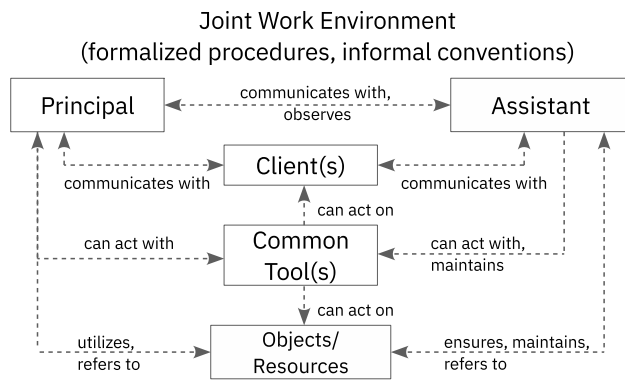 Joint Work Environment
(formalized procedures, informal conventions)
Principal
communicates with,
observes
Assistant
Client(s)
communicates with
communicates with
can act on
can act with
Common
Tool(s)
can act with,
maintains
can act on
utilizes,
refers to
Objects/
Resources
ensures, maintains,
refers to